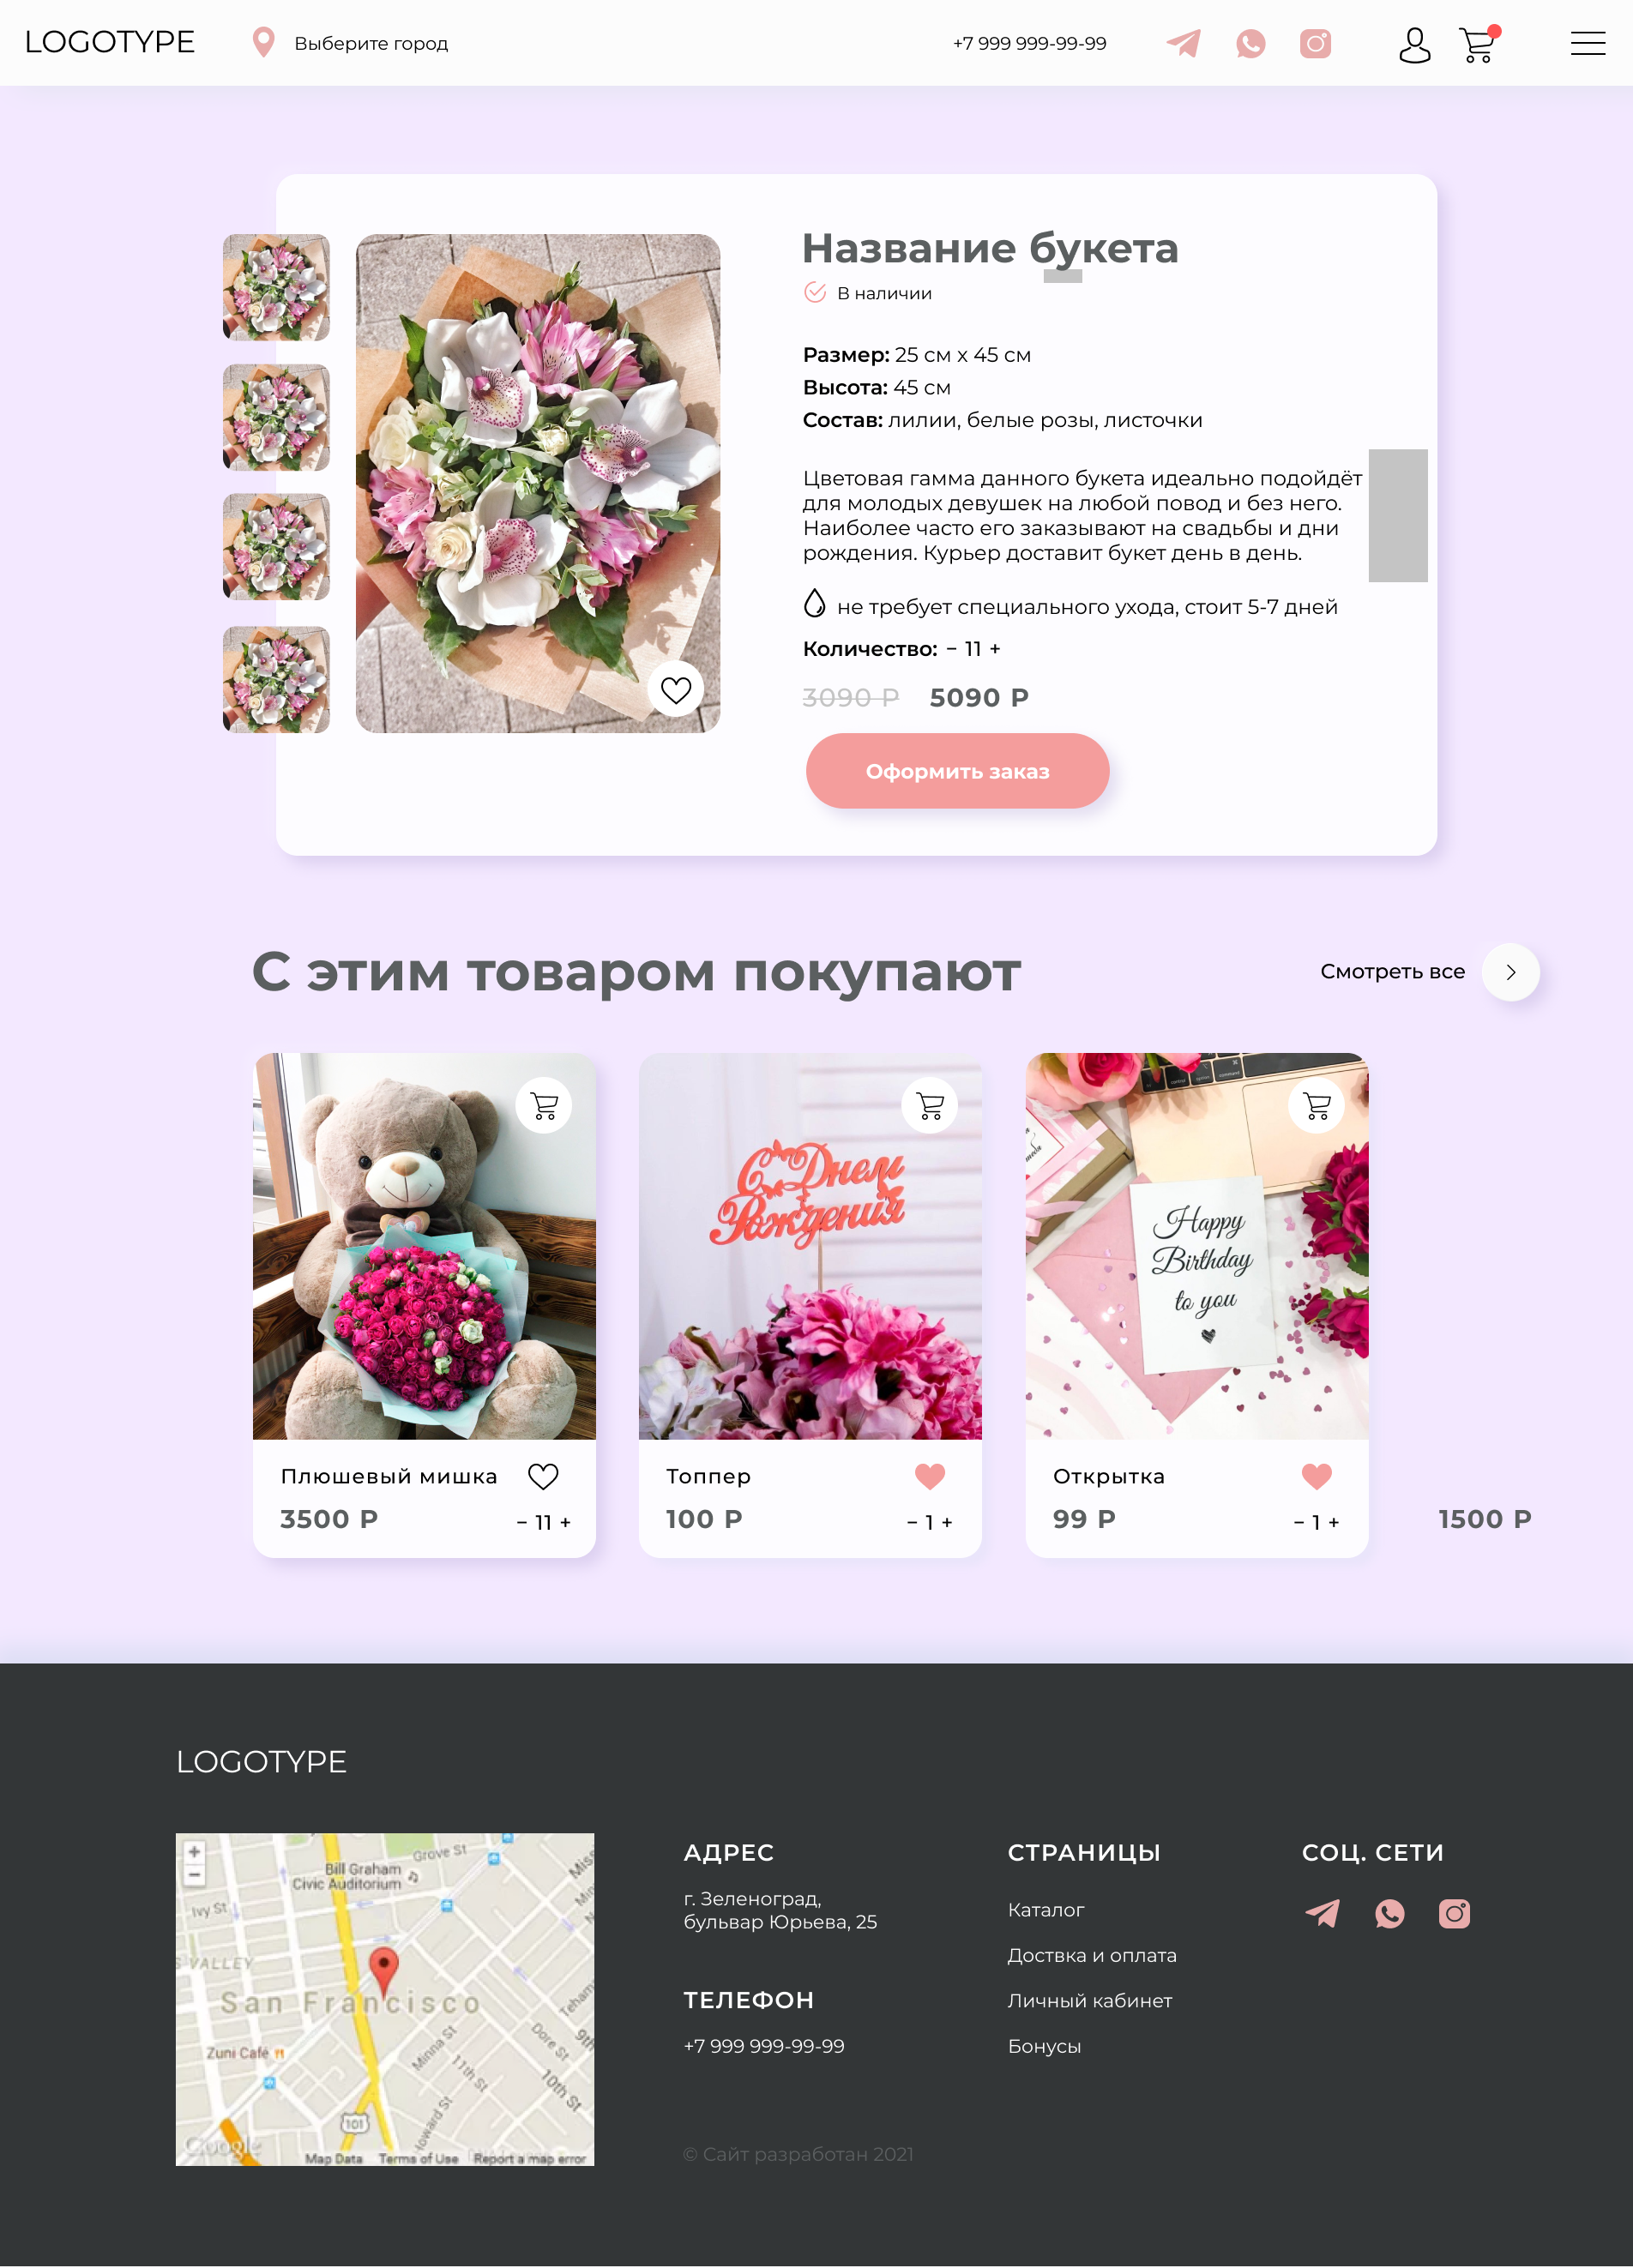 LOGOTYPE
Выберите город
+7 999 999-99-99
Название букета
В наличии
Размер: 25 см х 45 см
Высота: 45 см
Состав: лилии, белые розы, листочки
Цветовая гамма данного букета идеально подойдёт
для молодых девушек на любой повод и без него.
Наиболее часто его заказывают на свадьбы и дни
рождения. Курьер доставит букет день в день.
не требует специального ухода, стоит 5-7 дней
Количество: − 11 +
3090 Р 5090 Р
Оформить заказ
С этим товаром покупают
Смотреть все
С Днем
Рождения
control option command
command
Happy
Birthday
to you
Плюшевый мишка
3500 Р − 11 +
Топпер
100 Р − 1 +
Открытка
99 Р − 1 +
1500 Р
LOGOTYPE
Grove St
Bill Graham
Civic Auditorium
Ivy St
VALLEY
San Francisco
Zuni Café
Minna St
11th St
Dore St
9th
10th St
Howard St
101
Google
Map Data Terms of Use Report a map error
АДРЕС
г. Зеленоград,
бульвар Юрьева, 25
ТЕЛЕФОН
+7 999 999-99-99
СТРАНИЦЫ
Каталог
Доствка и оплата
Личный кабинет
Бонусы
СОЦ. СЕТИ
© Сайт разработан 2021